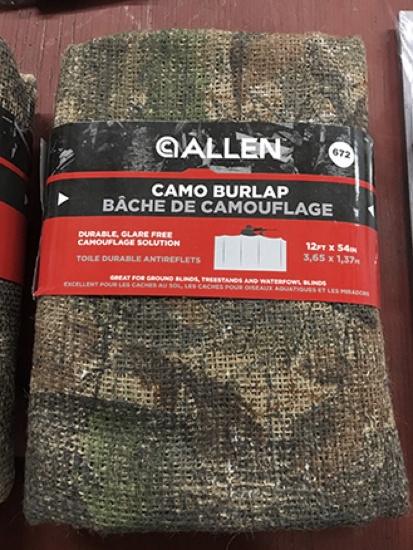 ALLEN
672
CAMO BURLAP
BÂCHE DE CAMOUFLAGE
DURABLE, GLARE FREE
CAMOUFLAGE SOLUTION
TOILE DURABLE ANTIREFLETS
12FT X 54IN
3,65 x 1,37M
GREAT FOR GROUND BLINDS, TREESTANDS AND WATERFOWL BLINDS
EXCELLENT POUR LES CACHES AU SOL, LES CACHES POUR OISEAUX AQUATIQUES ET LES MIRADORS